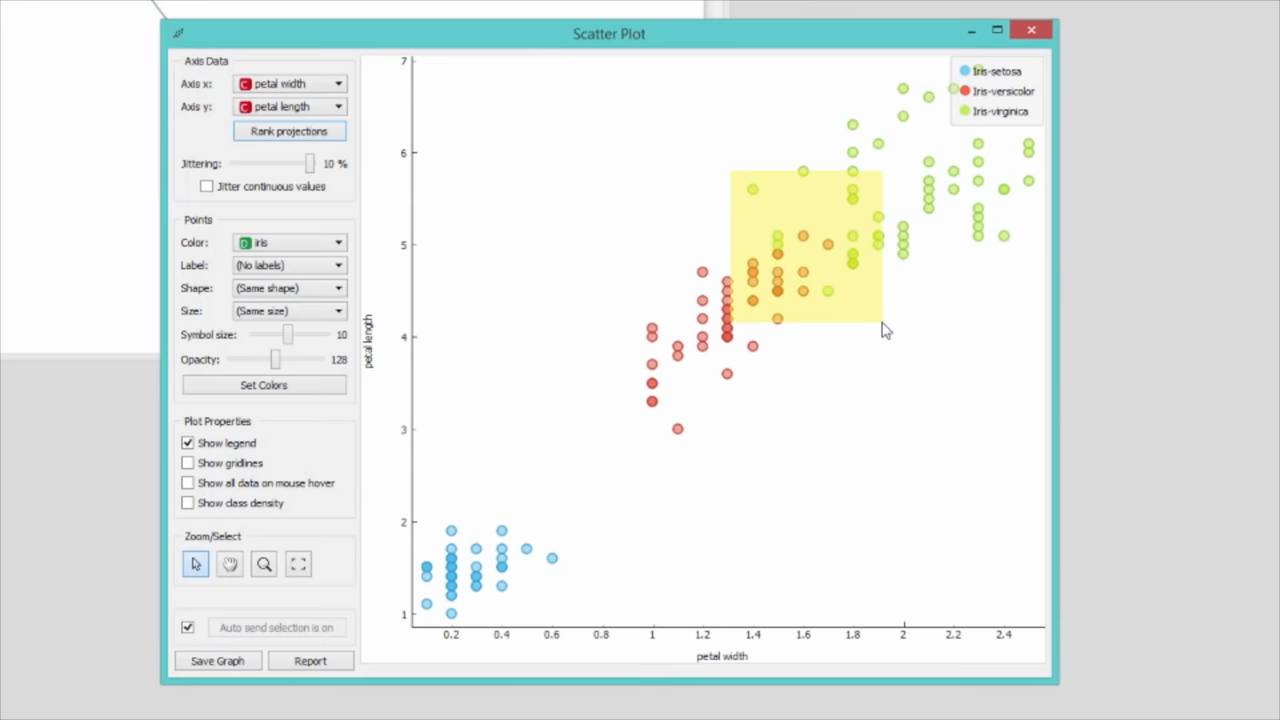 Scatter Plot
Axis Data
Axis x: C petal width
Axis y: C petal length
Rank projections
Jittering: 10 %
Jitter continuous values
Points
Color: D iris
Label: (No labels)
Shape: (Same shape)
Size: (Same size)
Symbol size: 10
Opacity: 128
Set Colors
Plot Properties
Show legend
Show gridlines
Show all data on mouse hover
Show class density
Zoom/Select
Auto send selection is on
Save Graph Report
7
6
5
4
3
2
1
petal length
0.2 0.4 0.6 0.8 1 1.2 1.4 1.6 1.8 2 2.2 2.4
petal width
Iris-setosa
Iris-versicolor
Iris-virginica